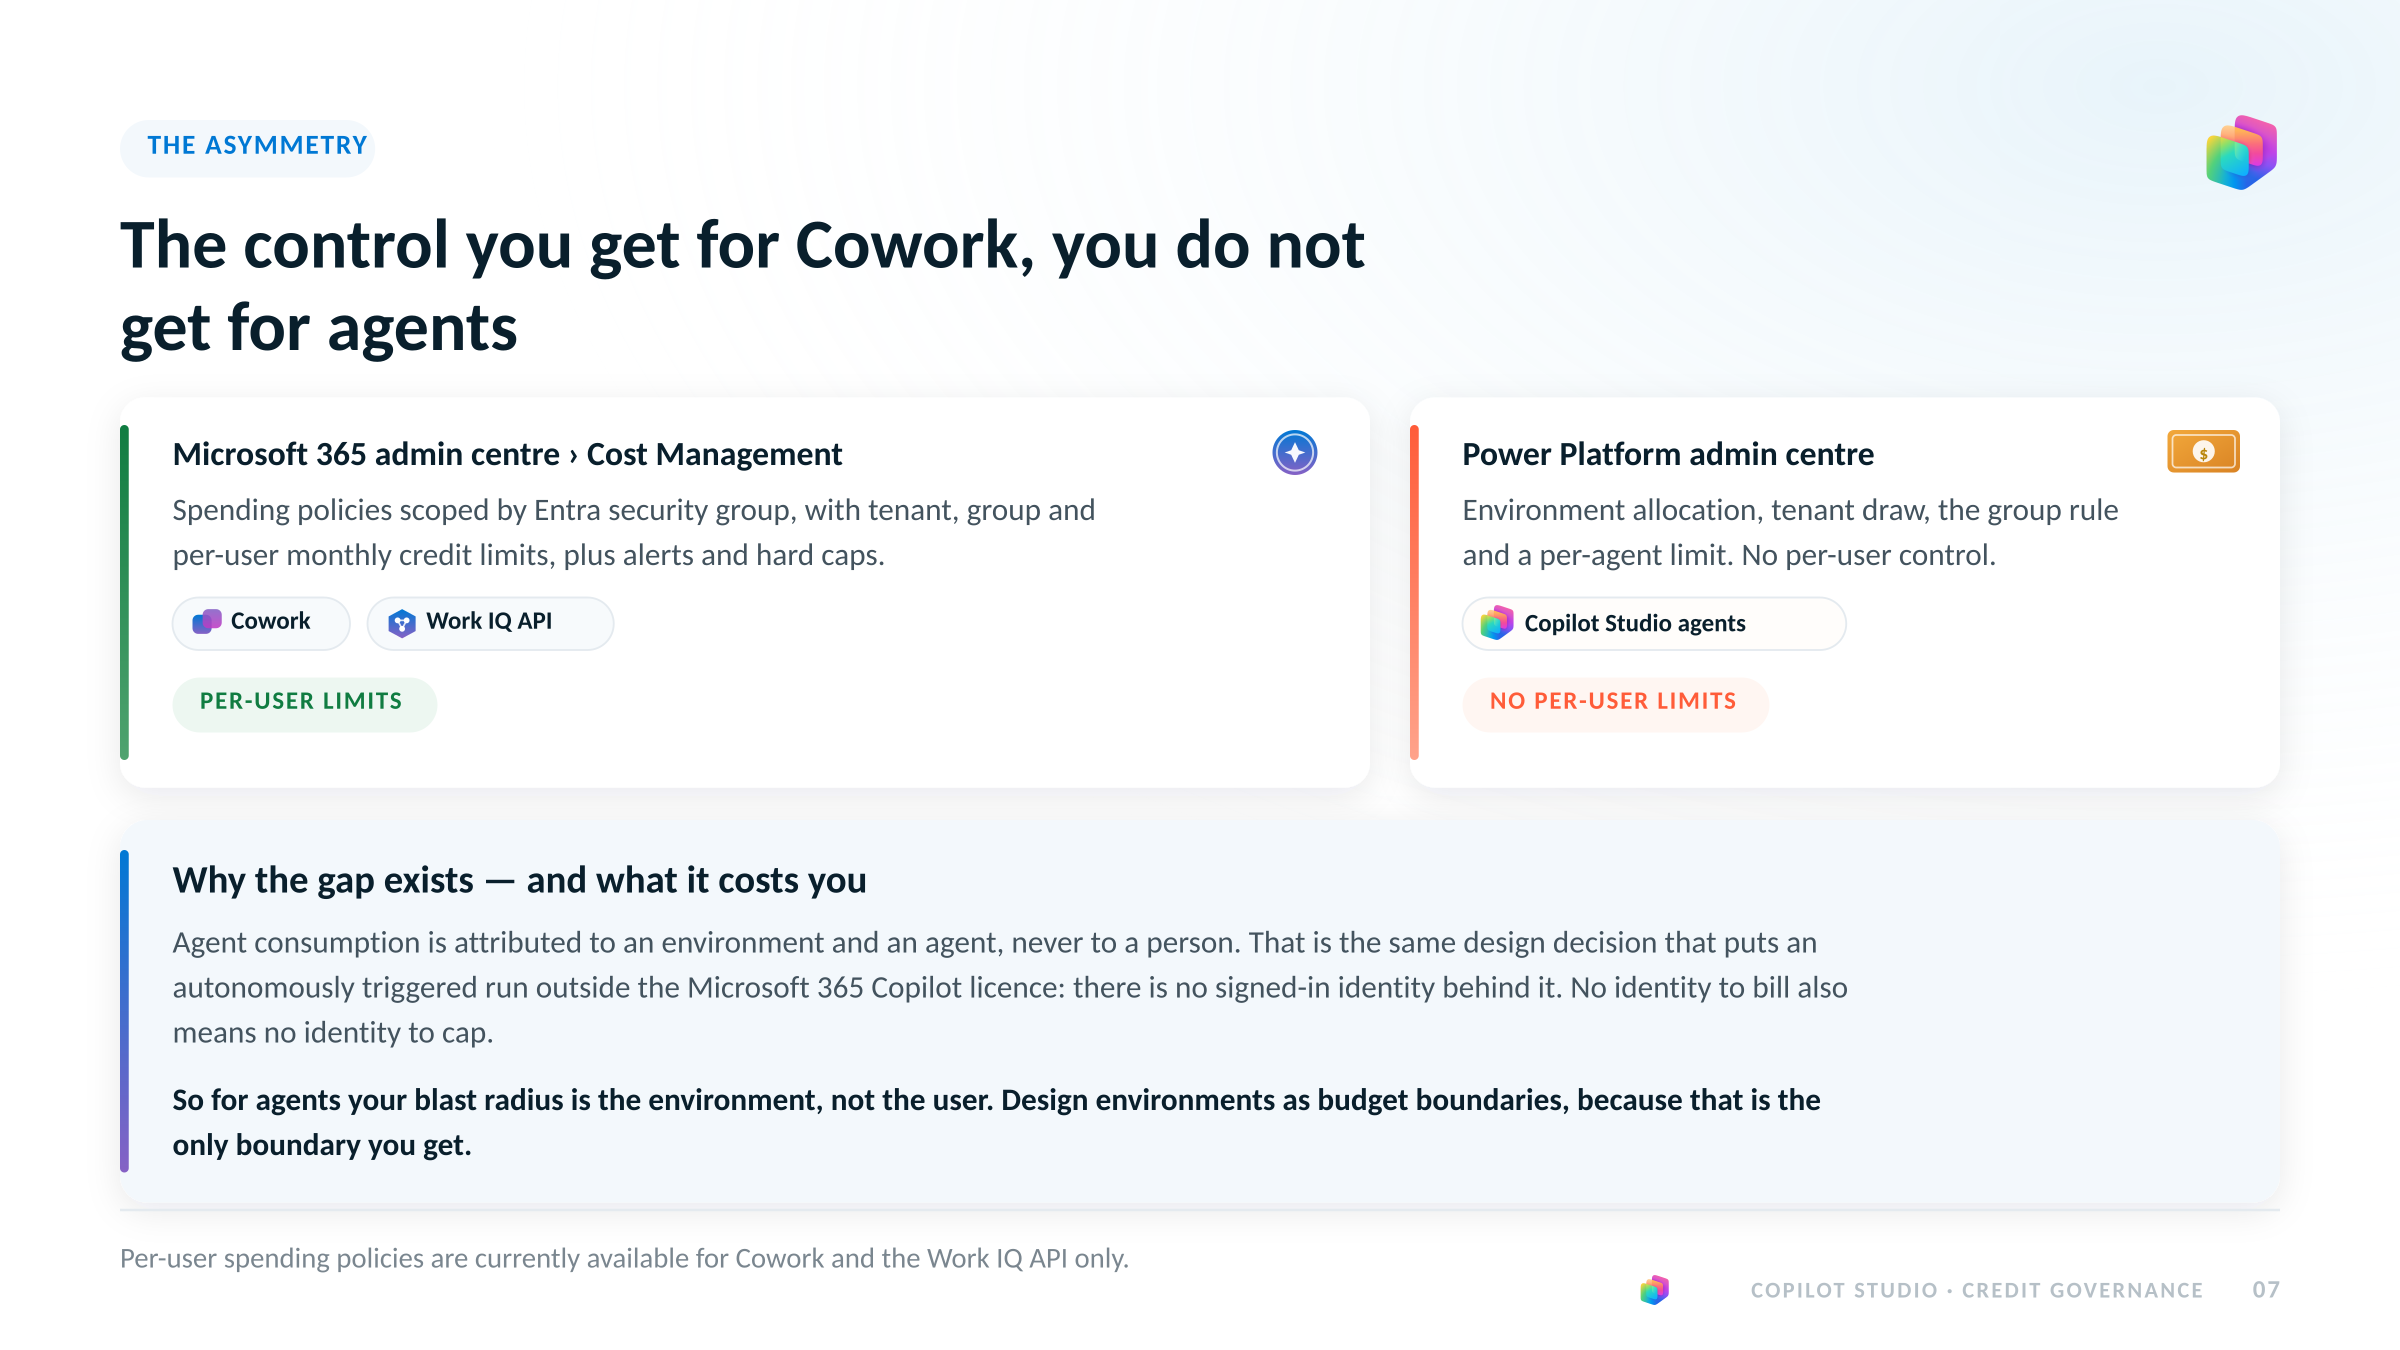 THE ASYMMETRY
The control you get for Cowork, you do not
get for agents
Microsoft 365 admin centre › Cost Management
Spending policies scoped by Entra security group, with tenant, group and
per-user monthly credit limits, plus alerts and hard caps.
Cowork
Work IQ API
PER-USER LIMITS
Power Platform admin centre
$
Environment allocation, tenant draw, the group rule
and a per-agent limit. No per-user control.
Copilot Studio agents
NO PER-USER LIMITS
Why the gap exists — and what it costs you
Agent consumption is attributed to an environment and an agent, never to a person. That is the same design decision that puts an
autonomously triggered run outside the Microsoft 365 Copilot licence: there is no signed-in identity behind it. No identity to bill also
means no identity to cap.
So for agents your blast radius is the environment, not the user. Design environments as budget boundaries, because that is the
only boundary you get.
Per-user spending policies are currently available for Cowork and the Work IQ API only.
COPILOT STUDIO · CREDIT GOVERNANCE 07